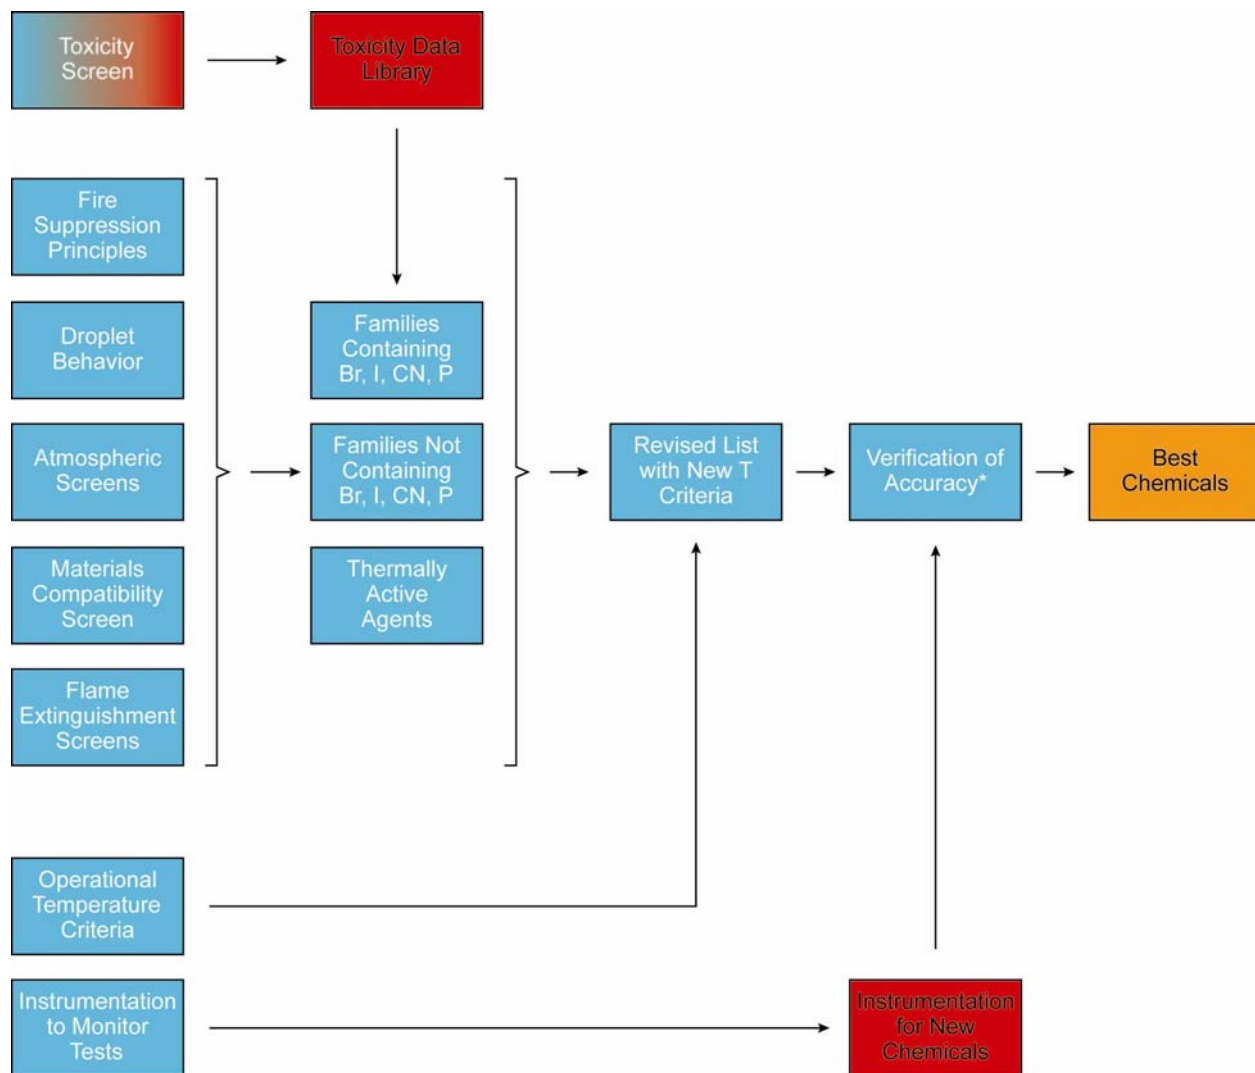 Toxicity
Screen
Toxicity Data
Library
Fire
Suppression
Principles
Droplet
Behavior
Families
Containing
Br, I, CN, P
Atmospheric
Screens
Families Not
Containing
Br, I, CN, P
Revised List
with New T
Criteria
Verification of
Accuracy*
Best
Chemicals
Materials
Compatibility
Screen
Thermally
Active
Agents
Flame
Extinguishment
Screens
Operational
Temperature
Criteria
Instrumentation
to Monitor
Tests
Instrumentation
for New
Chemicals